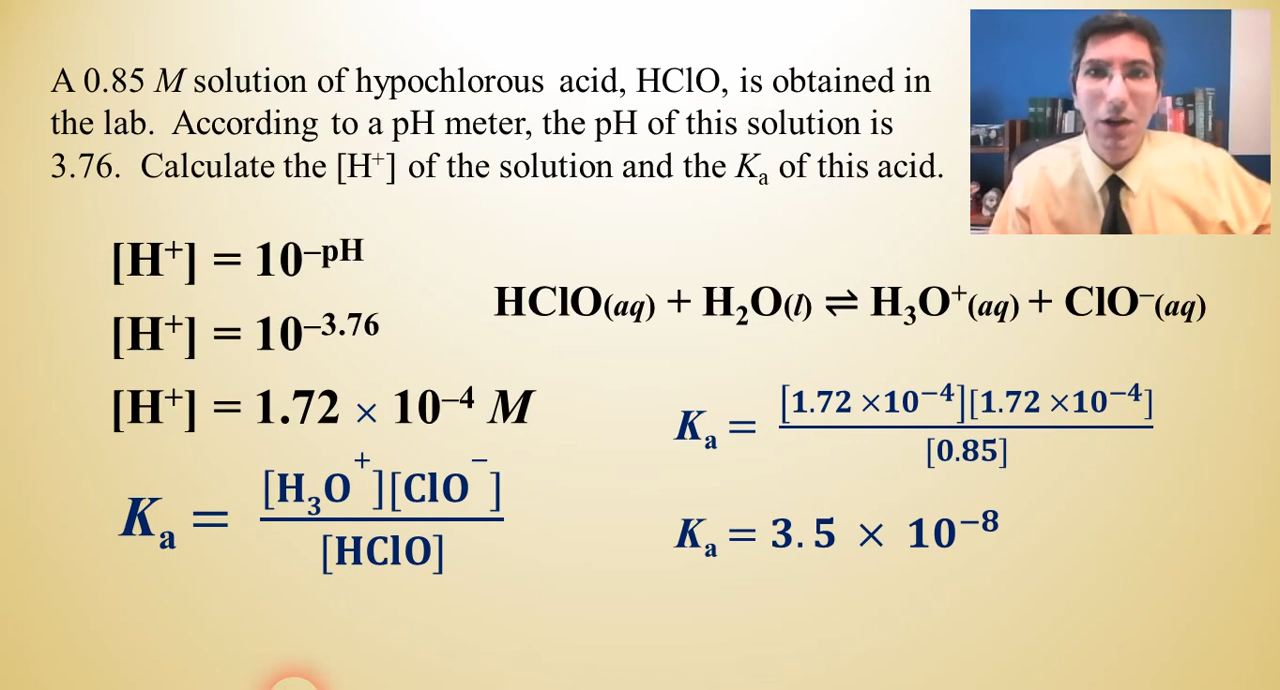 A 0.85 M solution of hypochlorous acid, HClO, is obtained in
the lab. According to a pH meter, the pH of this solution is
3.76. Calculate the [H⁺] of the solution and the Kₐ of this acid.
[H⁺] = 10⁻ᵖᴴ
[H⁺] = 10⁻³·⁷⁶
[H⁺] = 1.72 × 10⁻⁴ M
Kₐ = [H₃O⁺][ClO⁻]
[HClO]
HClO(aq) + H₂O(l) ⇌ H₃O⁺(aq) + ClO⁻(aq)
Kₐ = [1.72 ×10⁻⁴][1.72 ×10⁻⁴]
[0.85]
Kₐ = 3.5 × 10⁻⁸